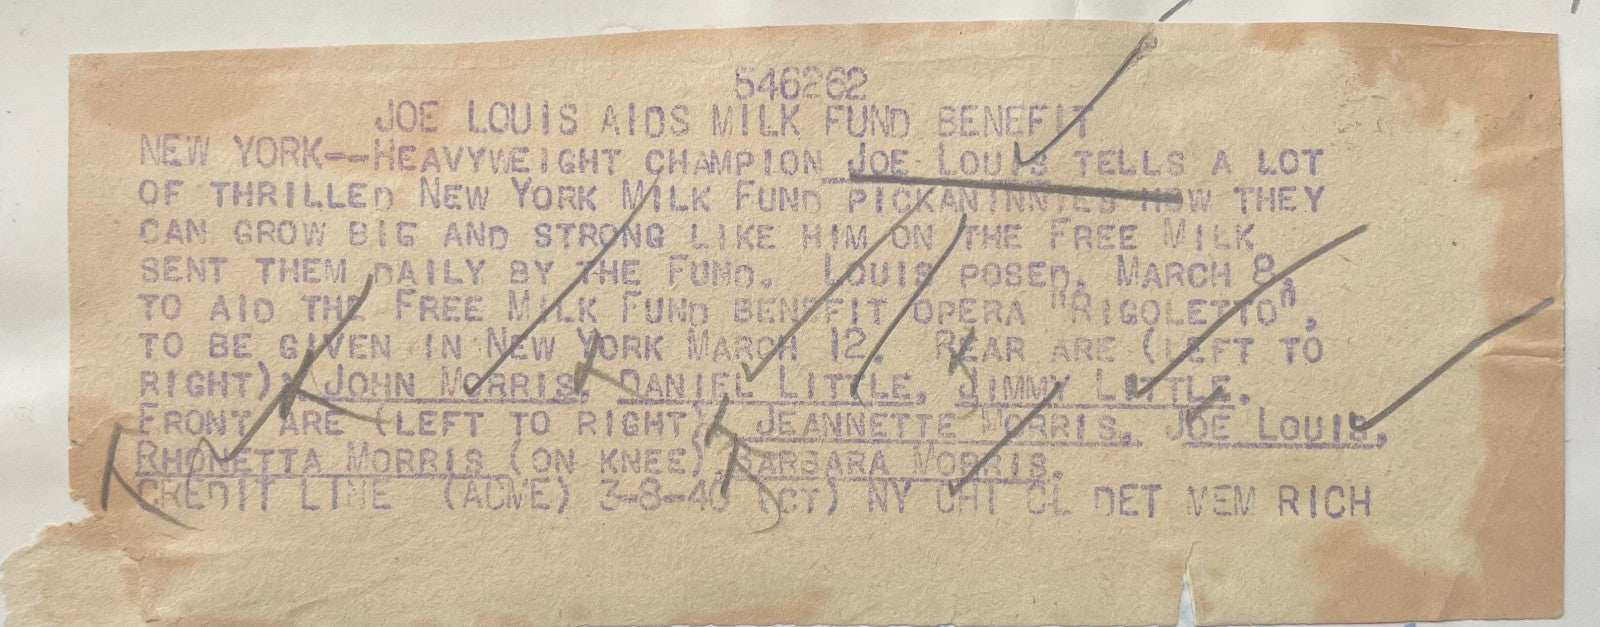 546262
JOE LOUIS AIDS MILK FUND BENEFIT
NEW YORK--HEAVYWEIGHT CHAMPION JOE LOUIS TELLS A LOT
OF THRILLED NEW YORK MILK FUND PICKANINNIES HOW THEY
CAN GROW BIG AND STRONG LIKE HIM ON THE FREE MILK
SENT THEM DAILY BY THE FUND. LOUIS POSED, MARCH 8,
TO AID THE FREE MILK FUND BENEFIT OPERA "RIGOLETTO",
TO BE GIVEN IN NEW YORK MARCH 12. REAR ARE (LEFT TO
RIGHT): JOHN MORRIS, DANIEL LITTLE, JIMMY LITTLE.
FRONT ARE (LEFT TO RIGHT) JEANNETTE MORRIS, JOE LOUIS,
RHONETTA MORRIS (ON KNEE), BARBARA MORRIS.
CREDIT LINE (ACME) 3-8-40 (CT) NY CHI CL DET MEM RICH